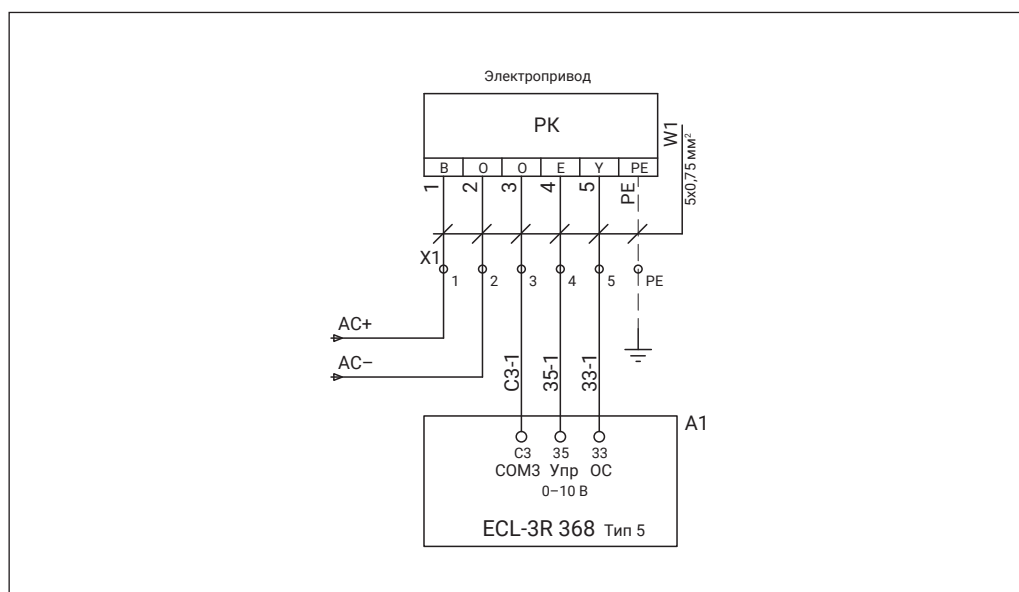 Электропривод
РК
W1
5х0,75 мм²
B O O E Y PE
1 2 3 4 5 PE
X1
1 2 3 4 5 PE
AC+
AC–
C3-1 35-1 33-1
A1
C3 35 33
COM3 Упр ОС
0–10 В
ECL-3R 368 Тип 5